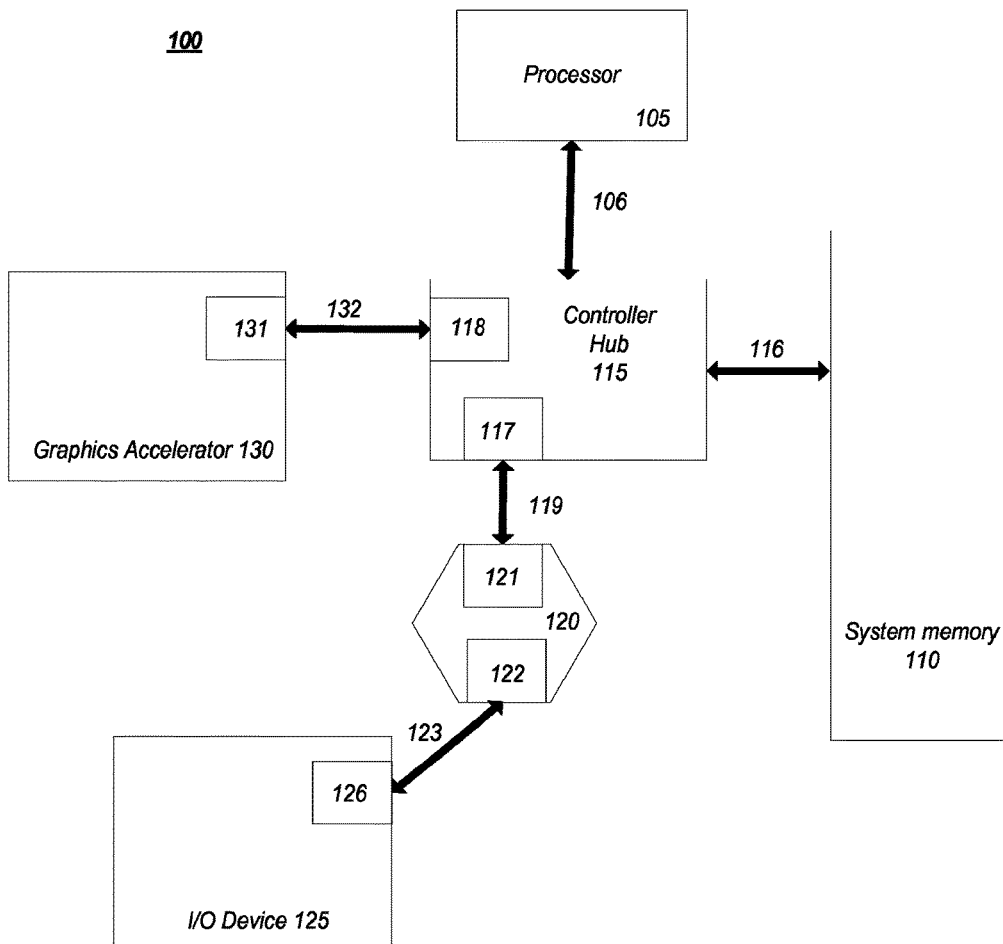 100
Processor
105
106
131
132
118
Controller
Hub
115
116
Graphics Accelerator 130
117
119
121
120
122
System memory
110
123
126
I/O Device 125